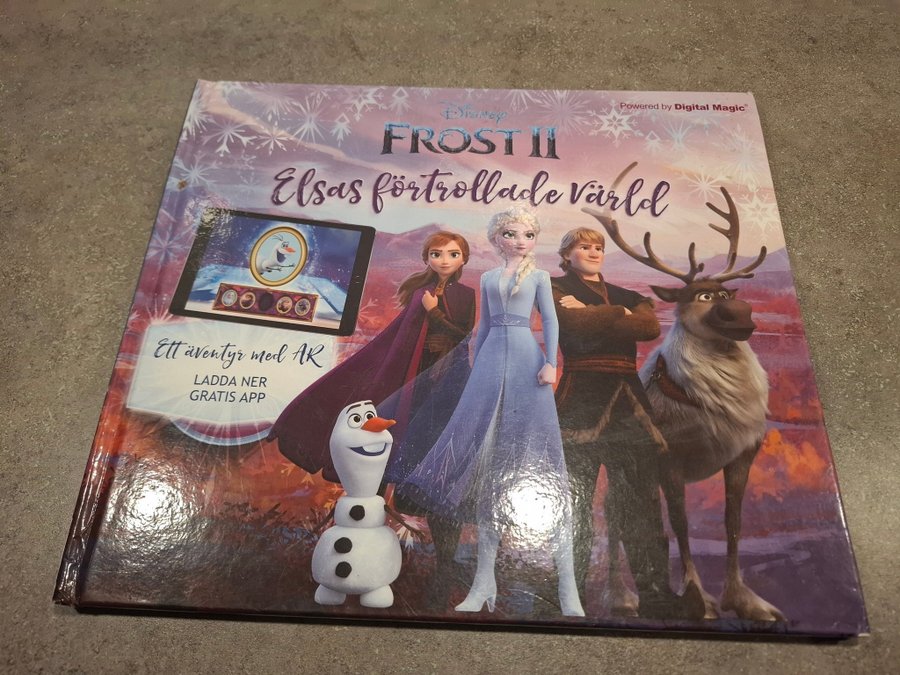 Powered by Digital Magic®
Disney
FROST II
Elsas förtrollade värld
Ett äventyr med AR
LADDA NER
GRATIS APP